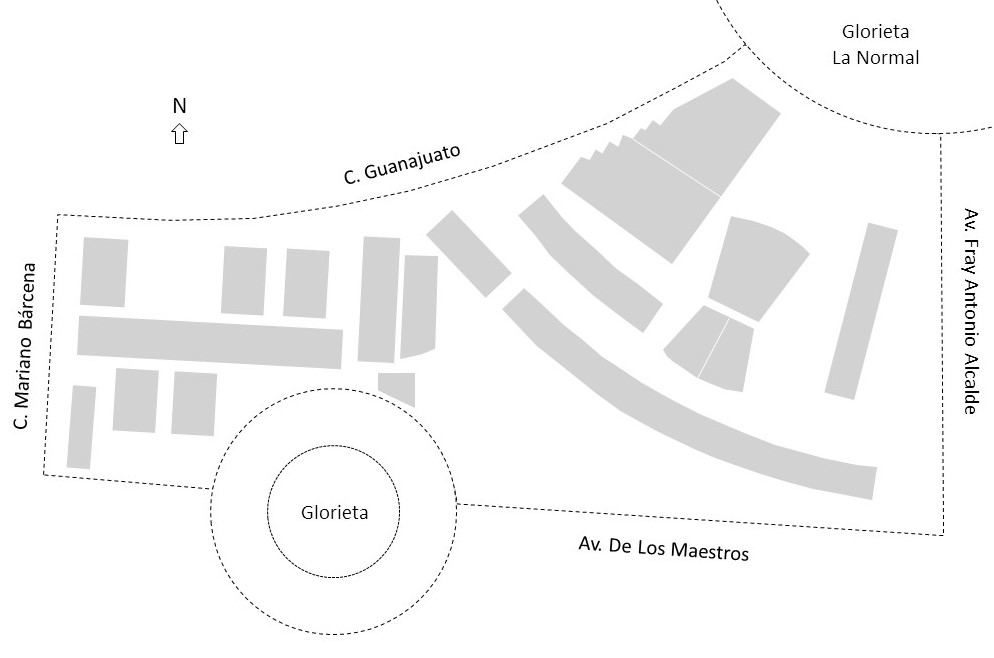 Glorieta
La Normal
N
C. Guanajuato
Av. Fray Antonio Alcalde
C. Mariano Bárcena
Glorieta
Av. De Los Maestros